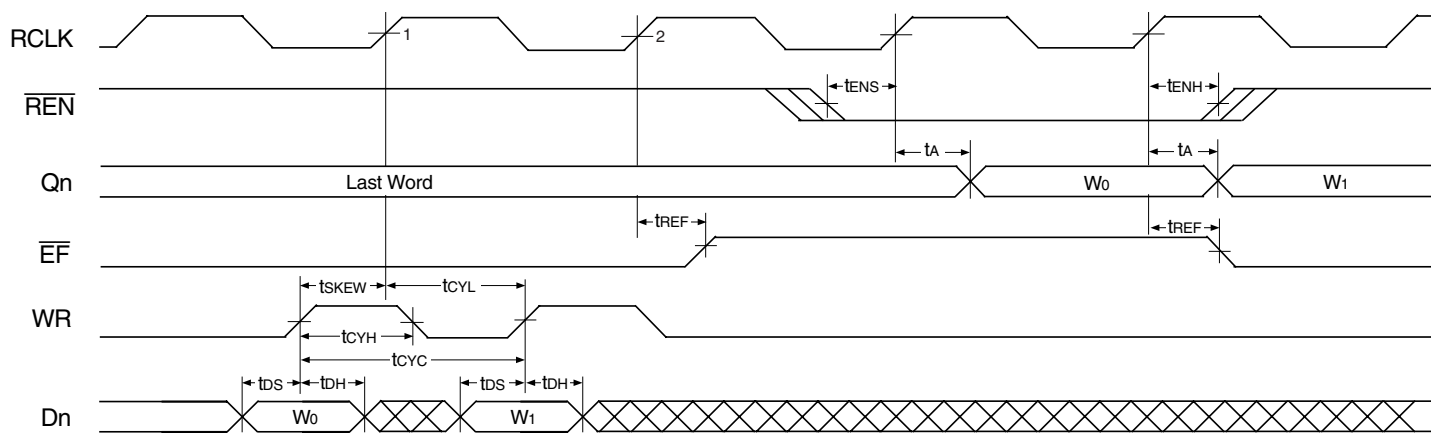 RCLK 1 2
REN tENS tENH
tA tA
Qn Last Word W0 W1
tREF tREF
EF
tSKEW tCYL
WR
tCYH
tCYC
tDS tDH tDS tDH
Dn W0 W1